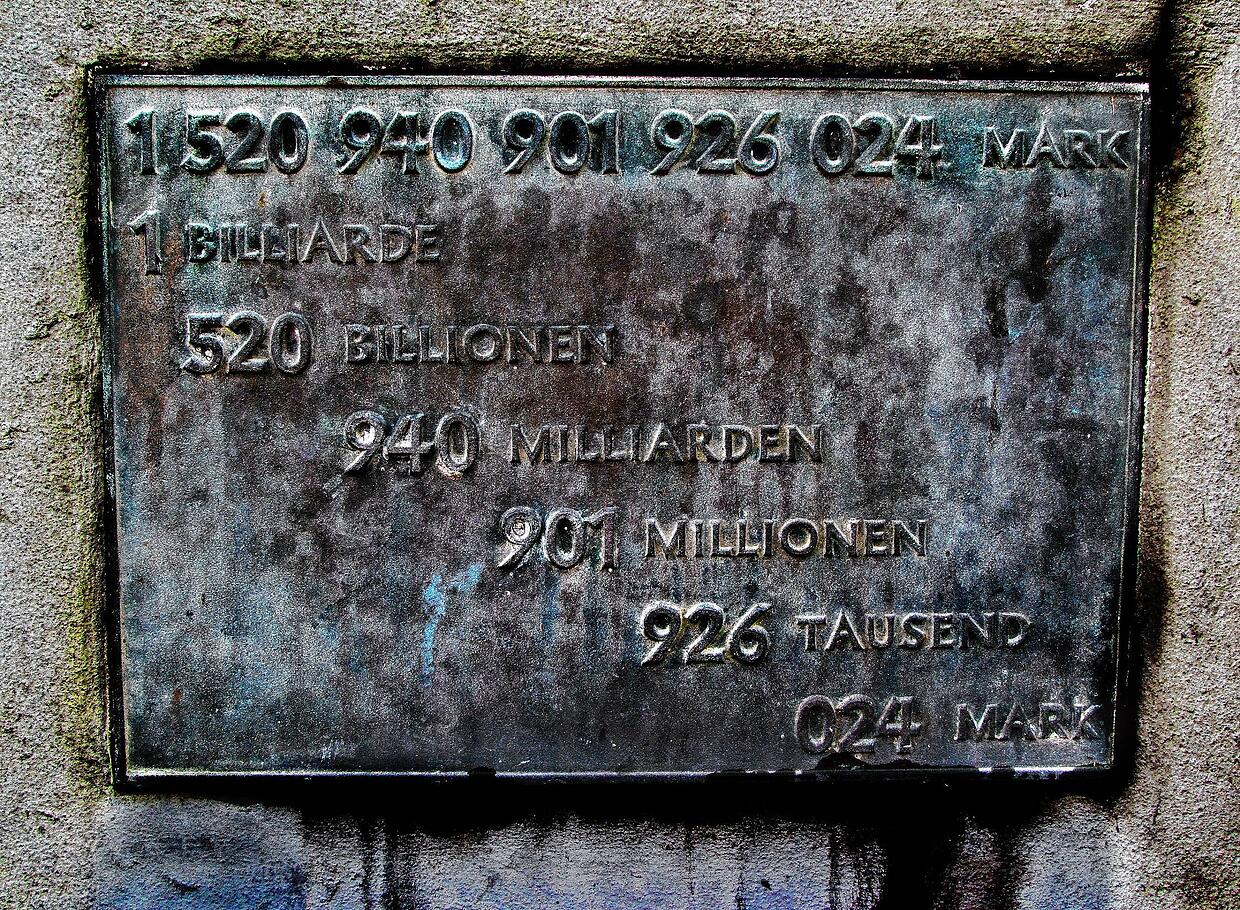 1 520 940 901 926 024 MARK
1 BILLIARDE
520 BILLIONEN
940 MILLIARDEN
901 MILLIONEN
926 TAUSEND
024 MARK